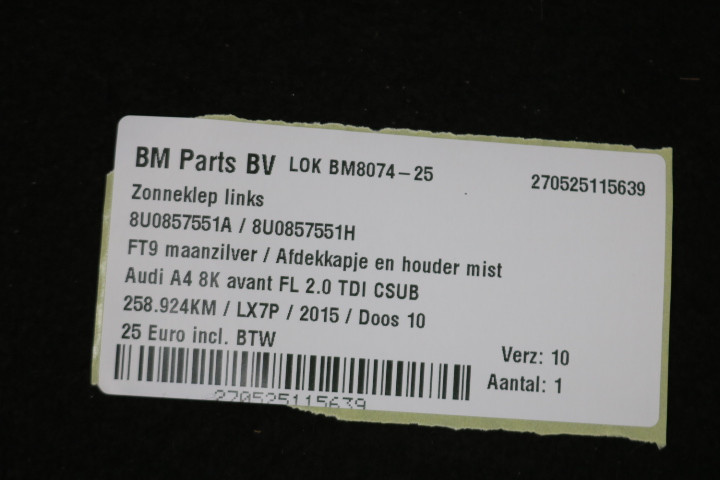 BM Parts BV LOK BM8074-25 270525115639
Zonneklep links
8U0857551A / 8U0857551H
FT9 maanzilver / Afdekkapje en houder mist
Audi A4 8K avant FL 2.0 TDI CSUB
258.924KM / LX7P / 2015 / Doos 10
25 Euro incl. BTW Verz: 10
Aantal: 1
270525115639